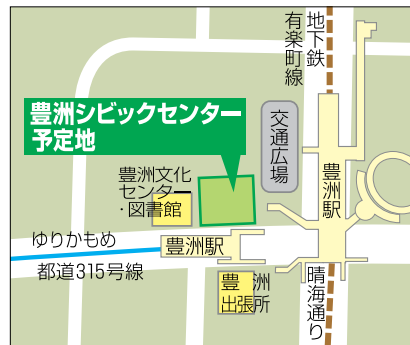 地下鉄
有楽町線
豊洲シビックセンター
予定地
交通広場
豊洲文化
センター
・図書館
豊洲駅
ゆりかもめ
豊洲駅
都道315号線
豊洲
出張所
晴海通り